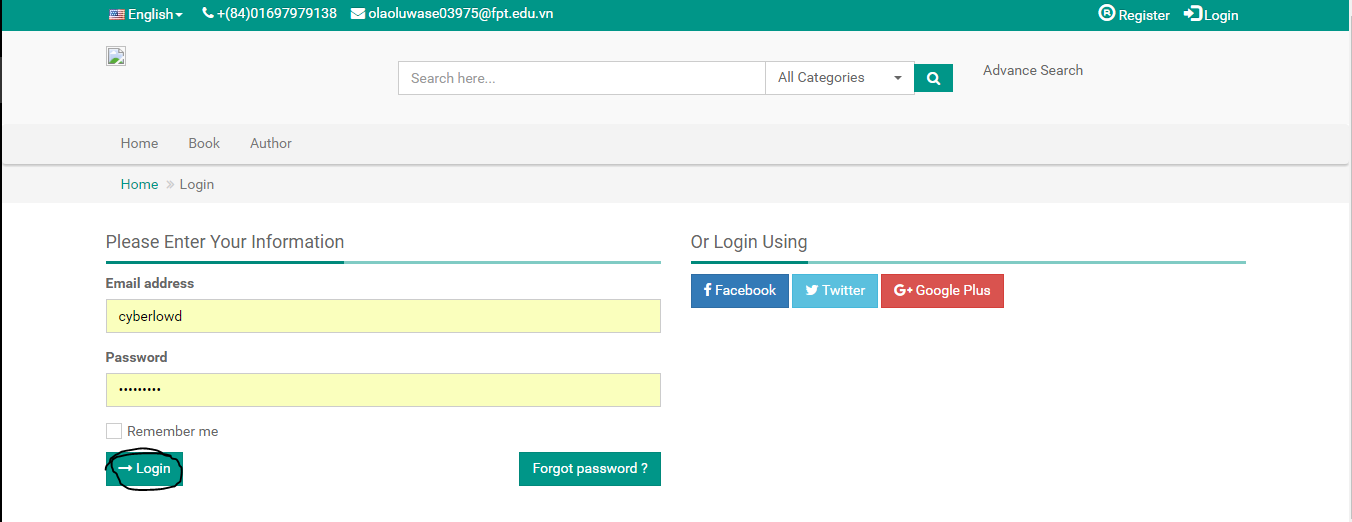 English +(84)01697979138 olaoluwase03975@fpt.edu.vn Register Login
Search here... All Categories Advance Search
Home Book Author
Home » Login
Please Enter Your Information
Email address
cyberlowd
Password
•••••••••
Remember me
Login Forgot password ?
Or Login Using
Facebook Twitter G+ Google Plus